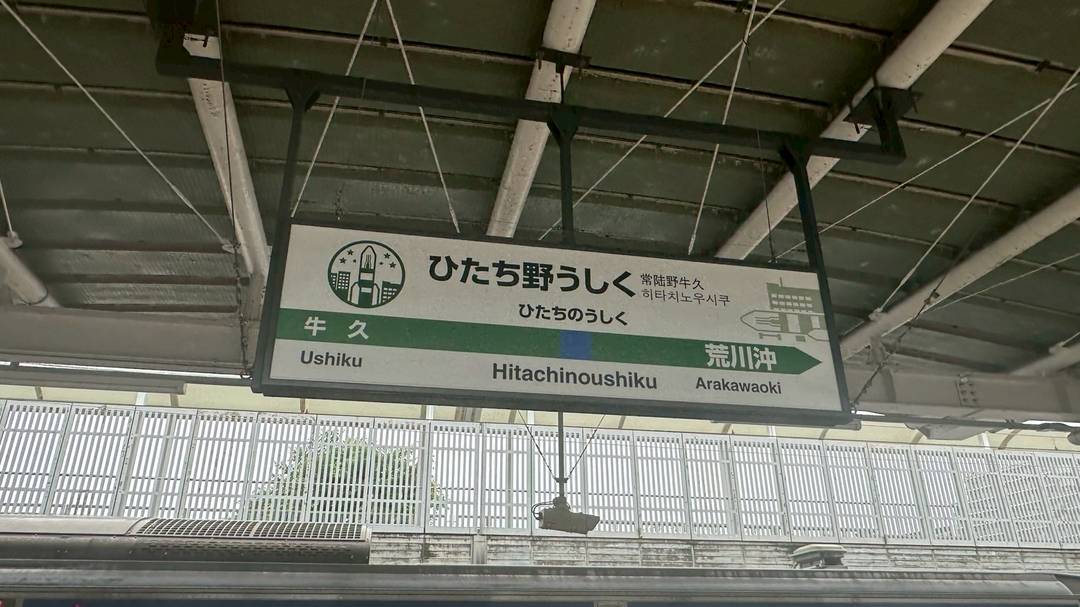 ひたち野うしく
常陸野牛久
히타치노우시쿠
ひたちのうしく
牛久
荒川沖
Ushiku
Hitachinoushiku
Arakawaoki